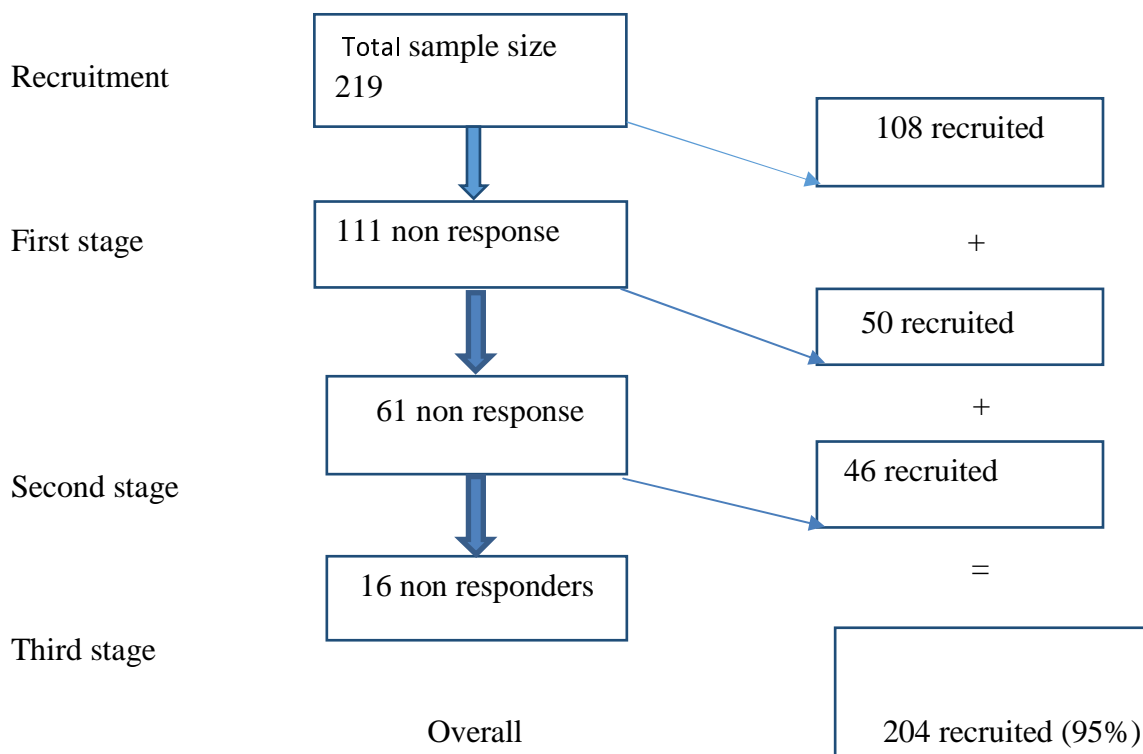 Total sample size
Recruitment
219
108 recruited
111 non response
First stage
+
50 recruited
61 non response
+
46 recruited
Second stage
=
16 non responders
Third stage
Overall
204 recruited (95%)